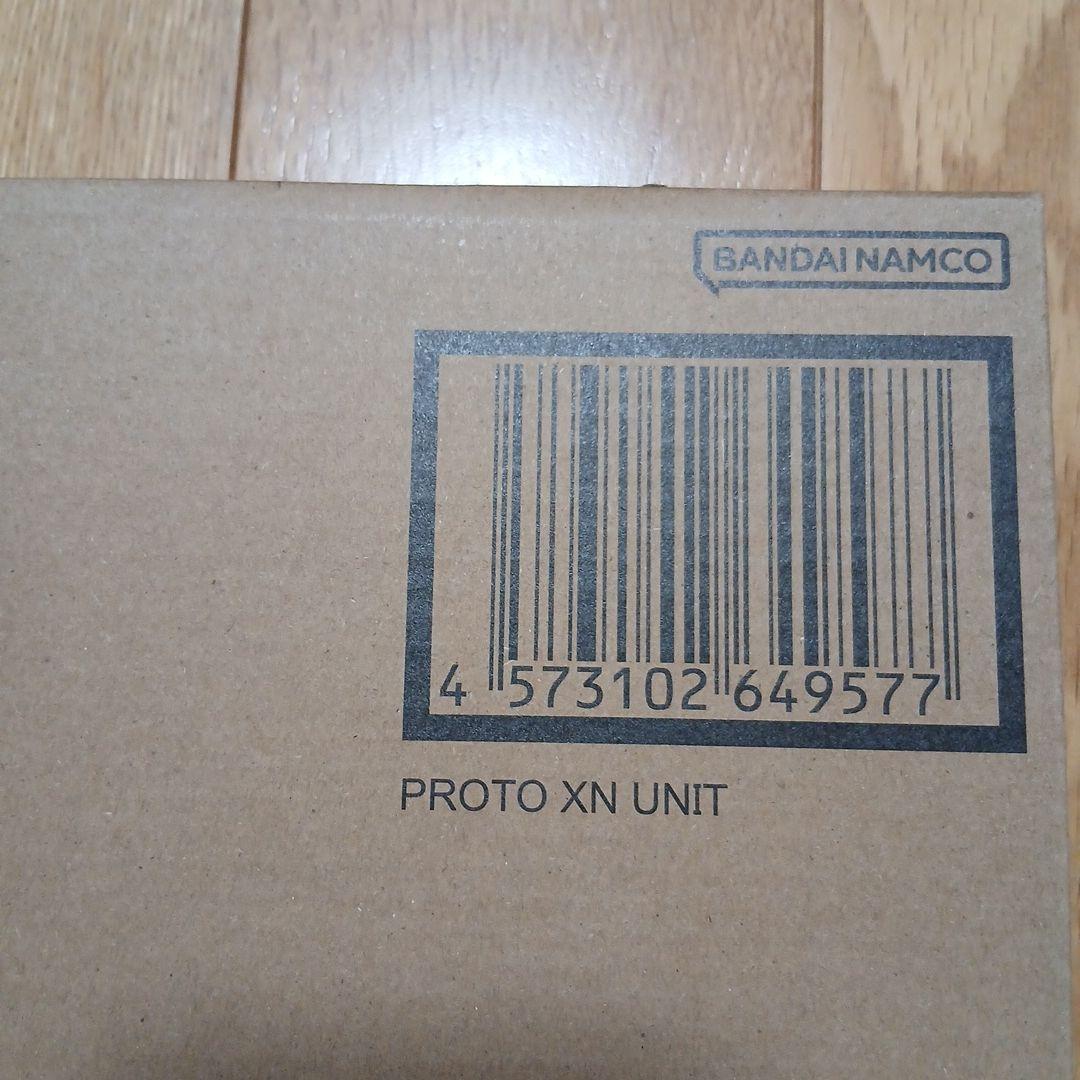 BANDAI NAMCO
4 573102 649577
PROTO XN UNIT